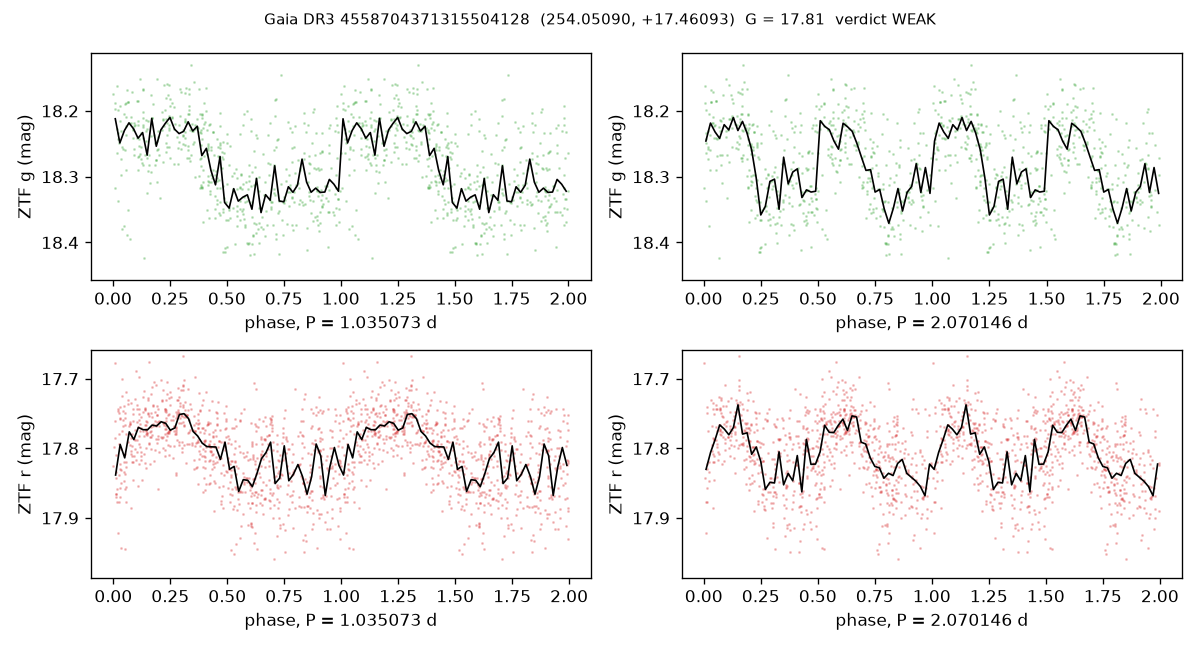 Gaia DR3 4558704371315504128 (254.05090, +17.46093) G = 17.81 verdict WEAK
ZTF g (mag)
18.2
18.3
18.4
0.00 0.25 0.50 0.75 1.00 1.25 1.50 1.75 2.00
phase, P = 1.035073 d
ZTF g (mag)
18.2
18.3
18.4
0.00 0.25 0.50 0.75 1.00 1.25 1.50 1.75 2.00
phase, P = 2.070146 d
ZTF r (mag)
17.7
17.8
17.9
0.00 0.25 0.50 0.75 1.00 1.25 1.50 1.75 2.00
phase, P = 1.035073 d
ZTF r (mag)
17.7
17.8
17.9
0.00 0.25 0.50 0.75 1.00 1.25 1.50 1.75 2.00
phase, P = 2.070146 d